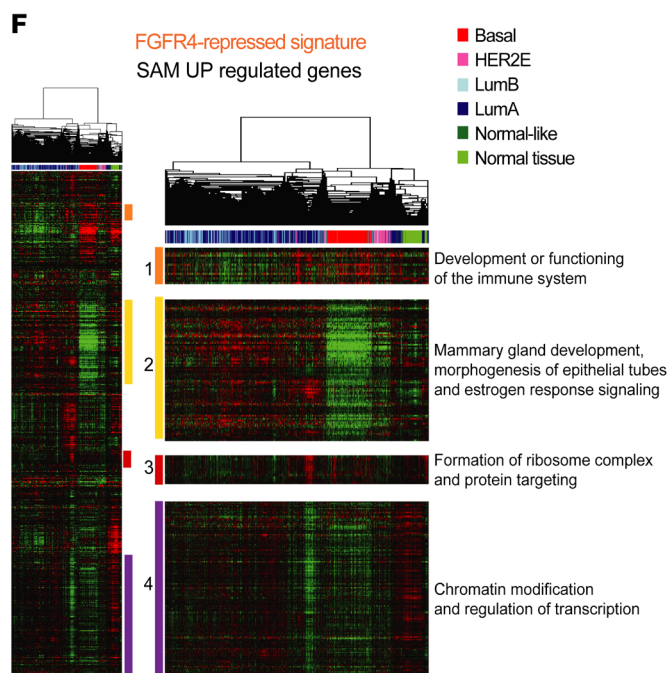 F
FGFR4-repressed signature
SAM UP regulated genes
Basal
HER2E
LumB
LumA
Normal-like
Normal tissue
1
Development or functioning
of the immune system
2
Mammary gland development,
morphogenesis of epithelial tubes
and estrogen response signaling
3
Formation of ribosome complex
and protein targeting
4
Chromatin modification
and regulation of transcription